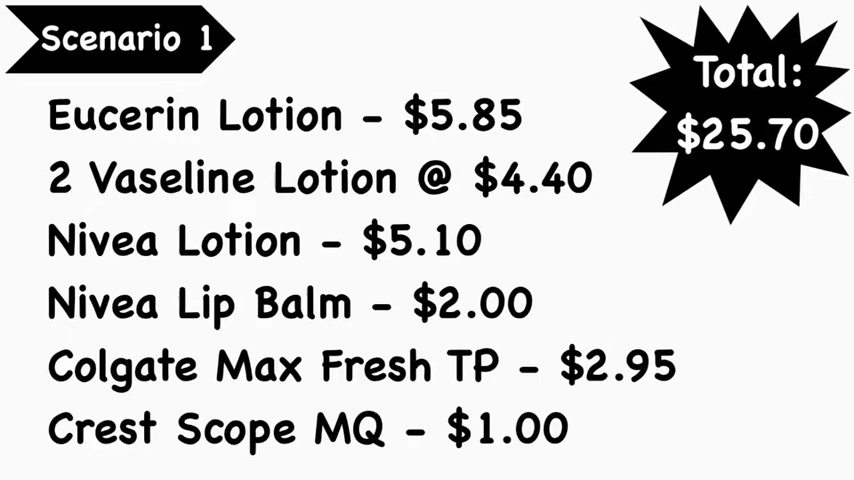 Scenario 1
Total:
$25.70
Eucerin Lotion - $5.85
2 Vaseline Lotion @ $4.40
Nivea Lotion - $5.10
Nivea Lip Balm - $2.00
Colgate Max Fresh TP - $2.95
Crest Scope MQ - $1.00